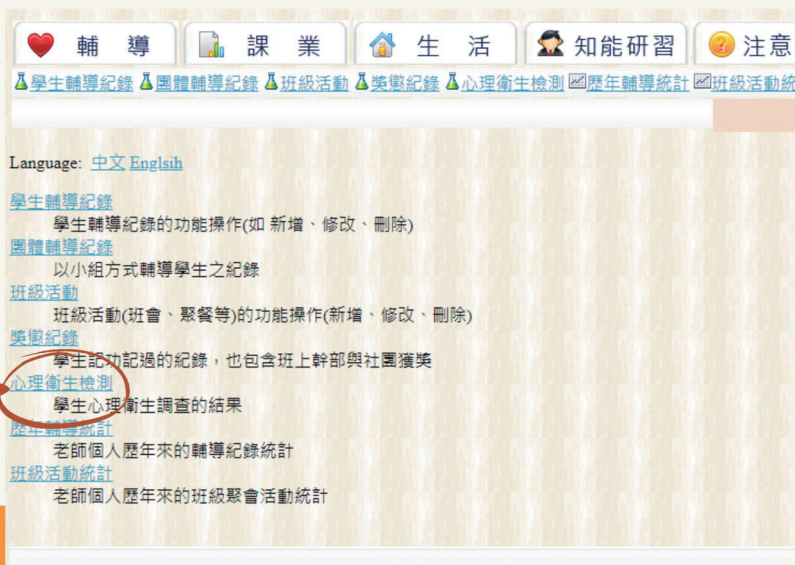 輔 導 課 業 生 活 知能研習 注意
學生輔導紀錄 團體輔導紀錄 班級活動 獎懲紀錄 心理衛生檢測 歷年輔導統計 班級活動統
Language: 中文 Englsih
學生輔導紀錄
學生輔導紀錄的功能操作(如 新增、修改、刪除)
團體輔導紀錄
以小組方式輔導學生之紀錄
班級活動
班級活動(班會、聚餐等)的功能操作(新增、修改、刪除)
獎懲紀錄
學生記功記過的紀錄，也包含班上幹部與社團獲獎
心理衛生檢測
學生心理衛生調查的結果
歷年輔導統計
老師個人歷年來的輔導紀錄統計
班級活動統計
老師個人歷年來的班級聚會活動統計